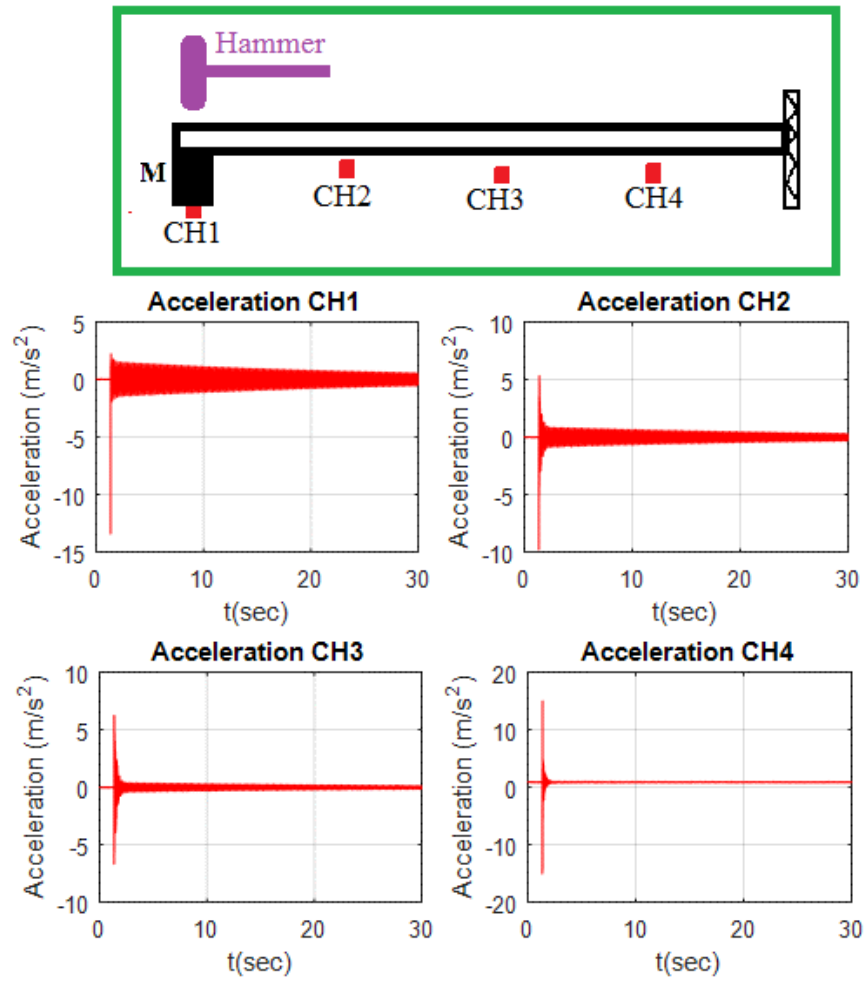 Hammer
M
CH1
CH2
CH3
CH4
Acceleration CH1
Acceleration (m/s²)
5
0
-5
-10
-15
0
10
20
30
t(sec)
Acceleration CH2
Acceleration (m/s²)
10
5
0
-5
-10
0
10
20
30
t(sec)
Acceleration CH3
Acceleration (m/s²)
10
5
0
-5
-10
0
10
20
30
t(sec)
Acceleration CH4
Acceleration (m/s²)
20
10
0
-10
-20
0
10
20
30
t(sec)